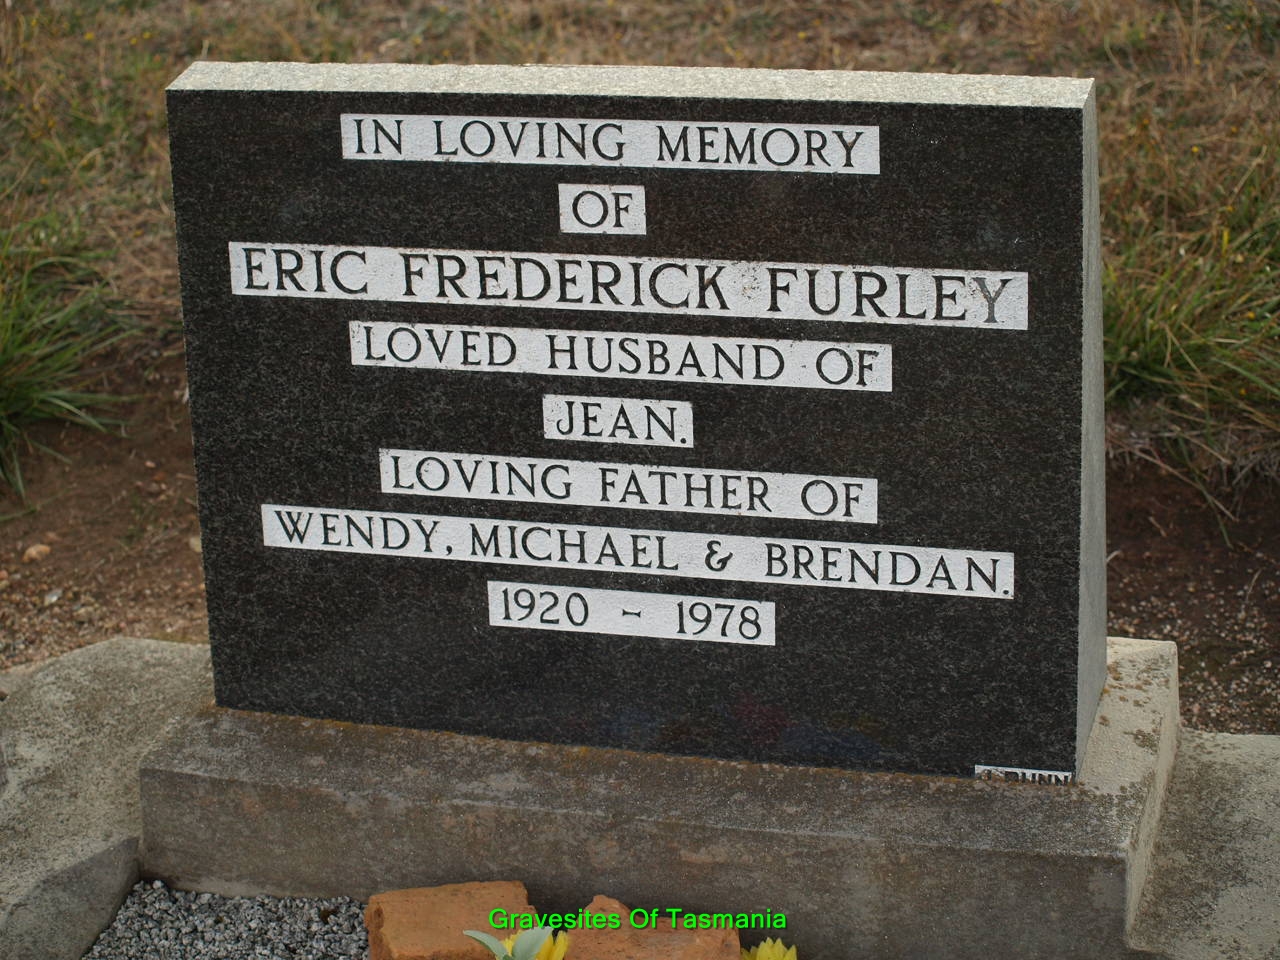 IN LOVING MEMORY
OF
ERIC FREDERICK FURLEY
LOVED HUSBAND OF
JEAN.
LOVING FATHER OF
WENDY, MICHAEL & BRENDAN.
1920 - 1978
J. DUNN
Gravesites Of Tasmania